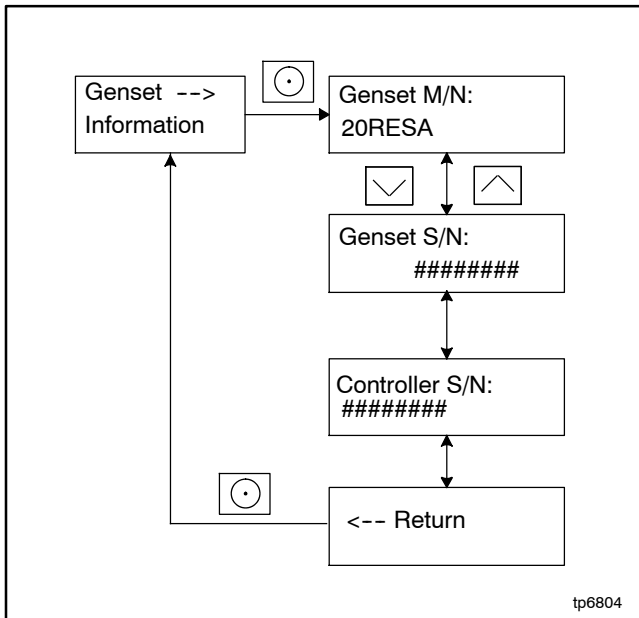 Genset -->
Information
Genset M/N:
20RESA
Genset S/N:
########
Controller S/N:
########
<-- Return
tp6804